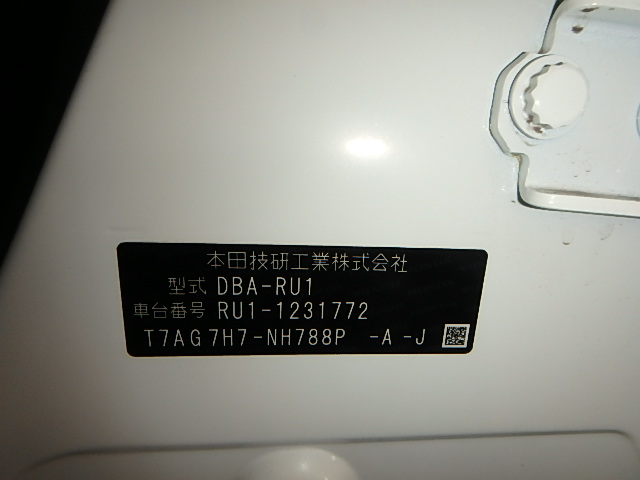 本田技研工業株式会社
型式 DBA-RU1
車台番号 RU1-1231772
T7AG7H7-NH788P -A-J